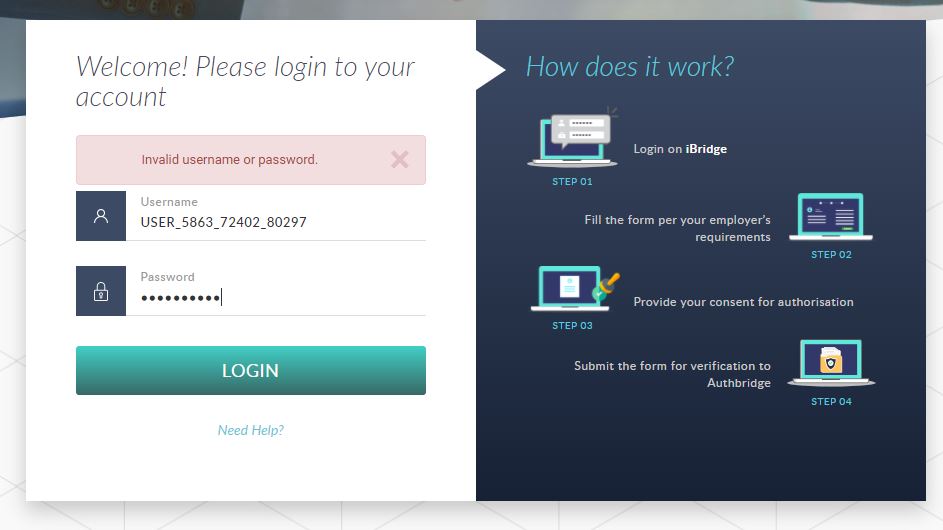 Welcome! Please login to your
account
Invalid username or password.
Username
USER_5863_72402_80297
Password
••••••••••
LOGIN
Need Help?
How does it work?
Login on iBridge
STEP 01
Fill the form per your employer's
requirements
STEP 02
Provide your consent for authorisation
STEP 03
Submit the form for verification to
Authbridge
STEP 04